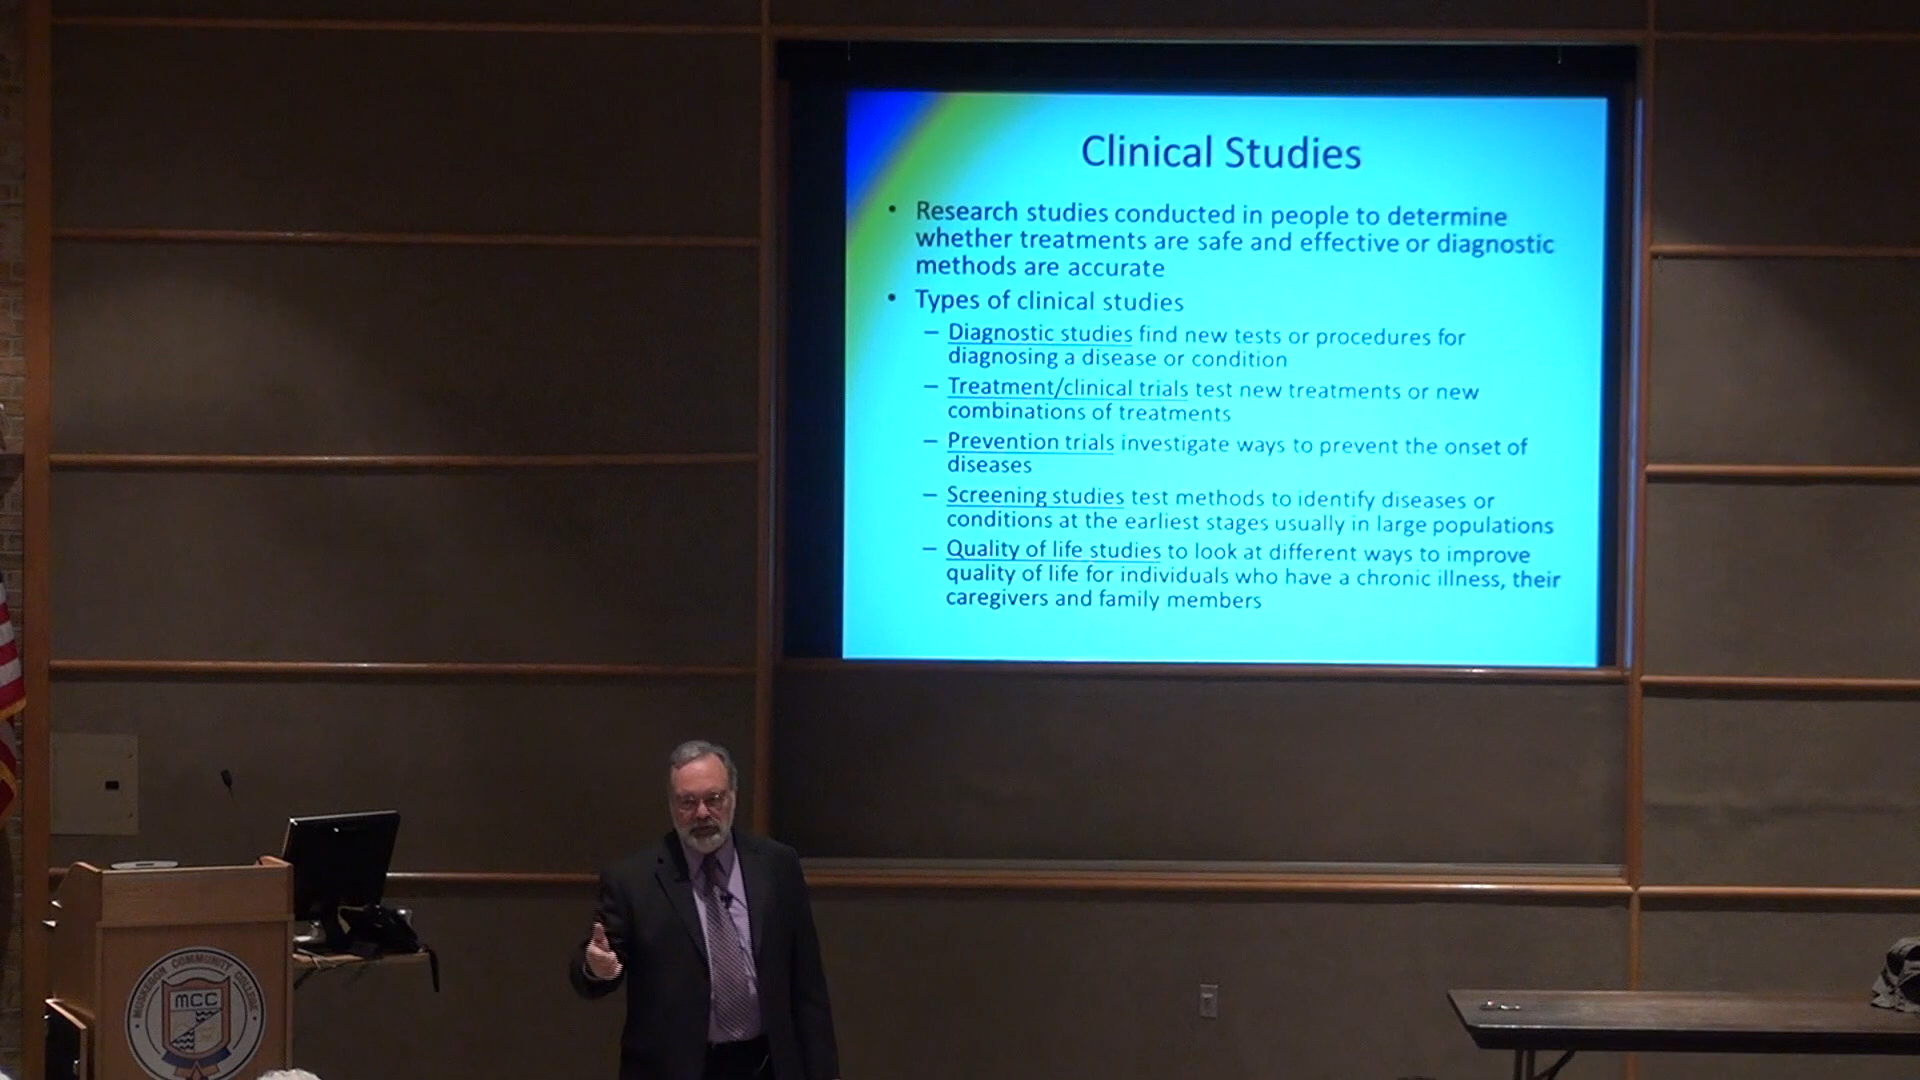 Clinical Studies
• Research studies conducted in people to determine
whether treatments are safe and effective or diagnostic
methods are accurate
• Types of clinical studies
– Diagnostic studies find new tests or procedures for
diagnosing a disease or condition
– Treatment/clinical trials test new treatments or new
combinations of treatments
– Prevention trials investigate ways to prevent the onset of
diseases
– Screening studies test methods to identify diseases or
conditions at the earliest stages usually in large populations
– Quality of life studies to look at different ways to improve
quality of life for individuals who have a chronic illness, their
caregivers and family members
• MUSKEGON COMMUNITY COLLEGE •
MCC